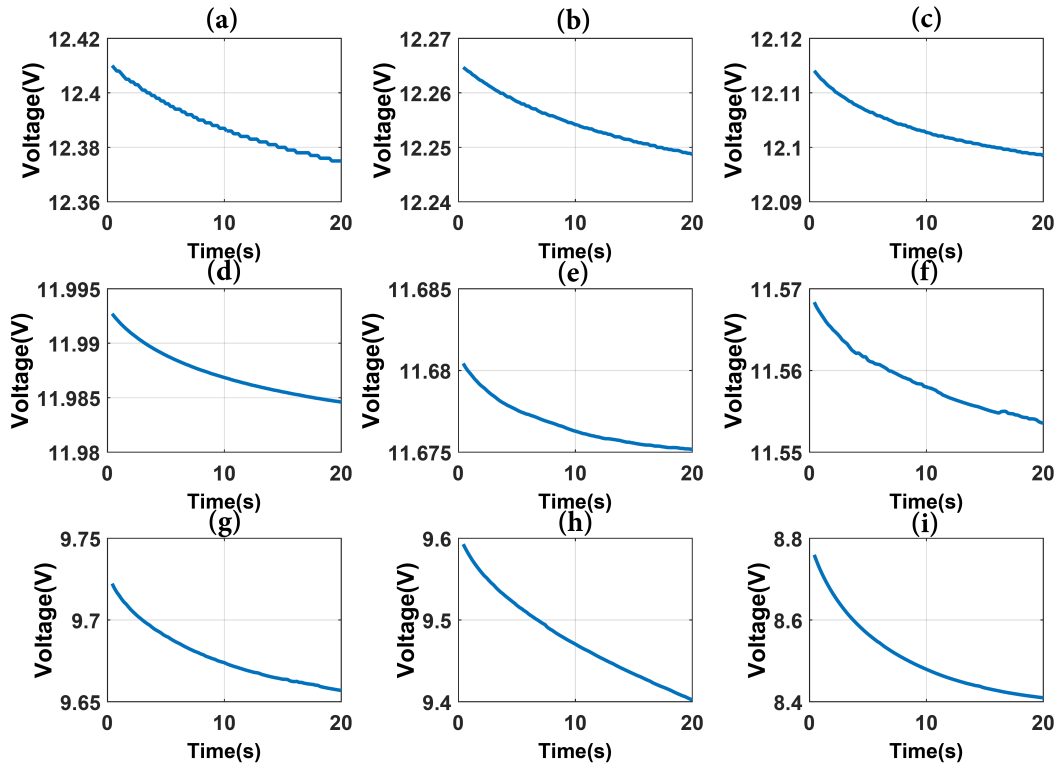 (a)
12.42
12.4
12.38
12.36
Voltage(V)
0 10 20
Time(s)
(b)
12.27
12.26
12.25
12.24
Voltage(V)
0 10 20
Time(s)
(c)
12.12
12.11
12.1
12.09
Voltage(V)
0 10 20
Time(s)
(d)
11.995
11.99
11.985
11.98
Voltage(V)
0 10 20
Time(s)
(e)
11.685
11.68
11.675
Voltage(V)
0 10 20
Time(s)
(f)
11.57
11.56
11.55
Voltage(V)
0 10 20
Time(s)
(g)
9.75
9.7
9.65
Voltage(V)
0 10 20
Time(s)
(h)
9.6
9.5
9.4
Voltage(V)
0 10 20
Time(s)
(i)
8.8
8.6
8.4
Voltage(V)
0 10 20
Time(s)